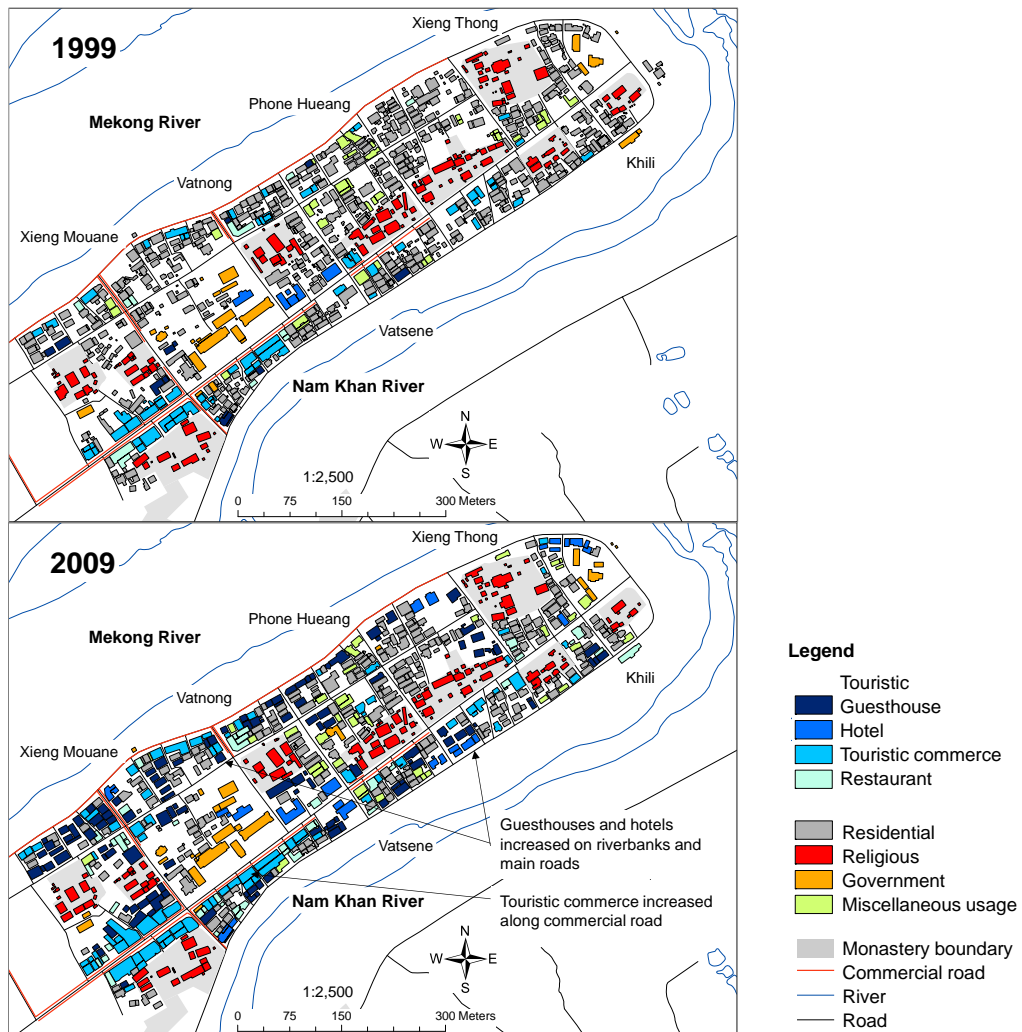 1999
Xieng Thong
Phone Hueang
Mekong River
Khili
Vatnong
Xieng Mouane
Vatsene
Nam Khan River
N
W E
S
1:2,500
0 75 150 300 Meters
2009
Xieng Thong
Phone Hueang
Mekong River
Khili
Vatnong
Xieng Mouane
Guesthouses and hotels
increased on riverbanks and
main roads
Vatsene
Nam Khan River
Touristic commerce increased
along commercial road
N
W E
S
1:2,500
0 75 150 300 Meters
Legend
Touristic
Guesthouse
Hotel
Touristic commerce
Restaurant
Residential
Religious
Government
Miscellaneous usage
Monastery boundary
Commercial road
River
Road